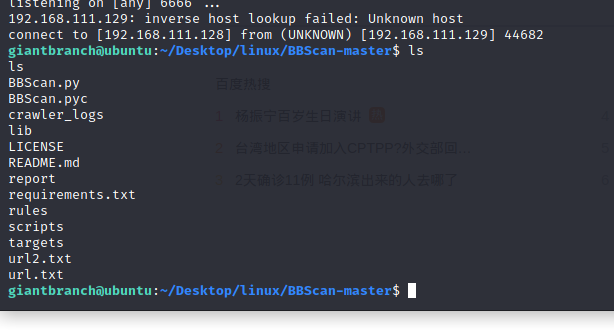 listening on [any] 6666 ...
192.168.111.129: inverse host lookup failed: Unknown host
connect to [192.168.111.128] from (UNKNOWN) [192.168.111.129] 44682
giantbranch@ubuntu:~/Desktop/linux/BBScan-master$ ls
ls
BBScan.py
BBScan.pyc
crawler_logs
lib
LICENSE
README.md
report
requirements.txt
rules
scripts
targets
url2.txt
url.txt
giantbranch@ubuntu:~/Desktop/linux/BBScan-master$
百度热搜
1 杨振宁百岁生日演讲 热
2 台湾地区申请加入CPTPP?外交部回...
2天确诊11例 哈尔滨出来的人去哪了